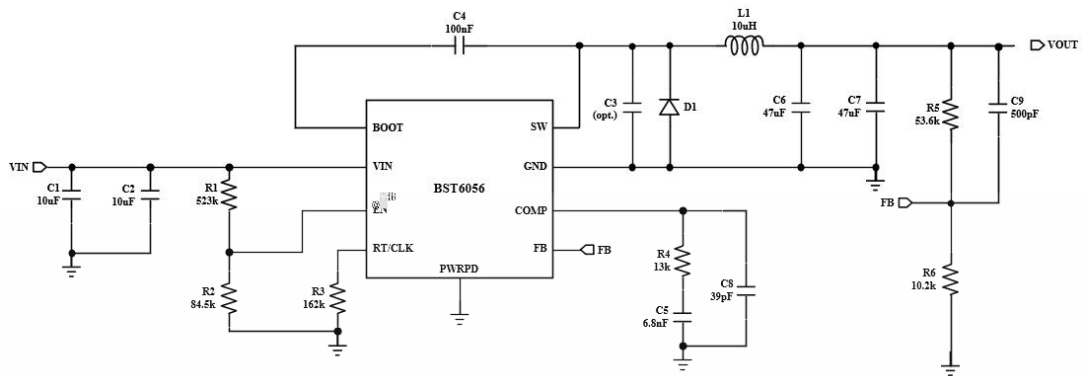 C4
100nF
L1
10uH
VOUT
C3
(opt.)
D1
C6
47uF
C7
47uF
R5
53.6k
C9
500pF
BOOT
SW
VIN
VIN
GND
C1
10uF
C2
10uF
R1
523k
BST6056
EN
COMP
FB
RT/CLK
FB
FB
R4
13k
PWRPD
R2
84.5k
R3
162k
C8
39pF
R6
10.2k
C5
6.8nF